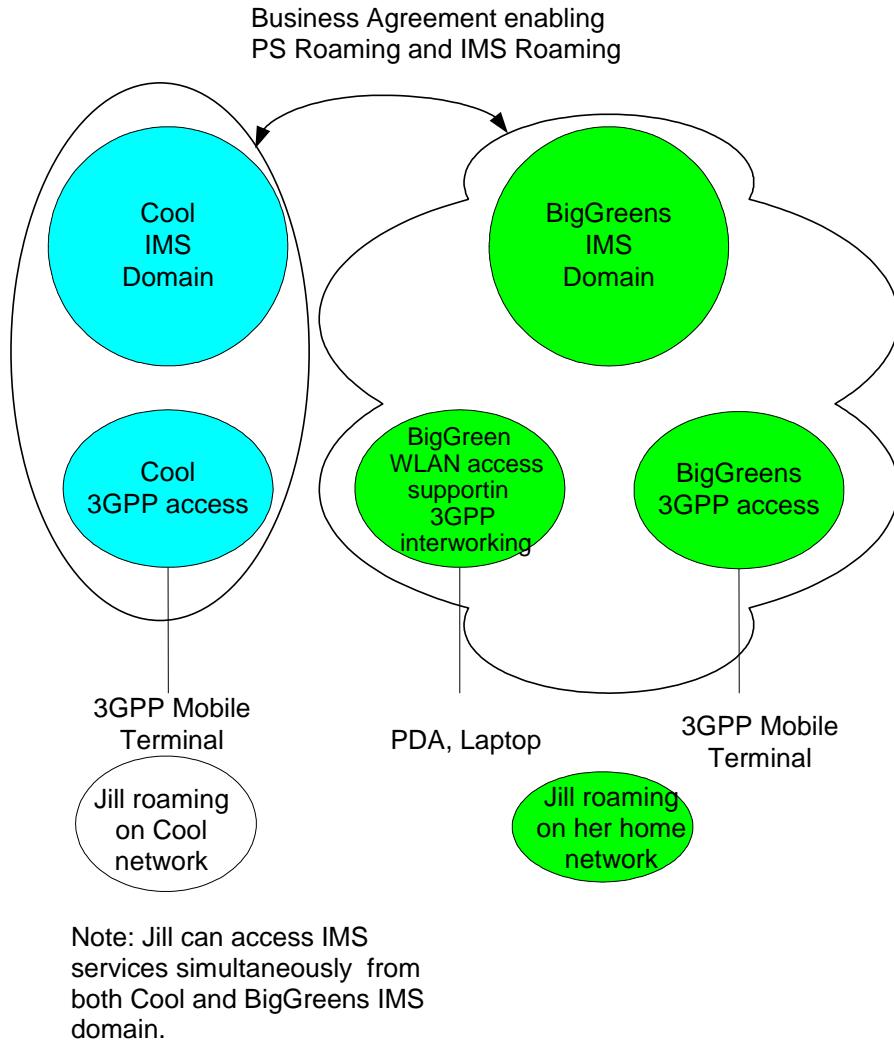 Business Agreement enabling
PS Roaming and IMS Roaming
Cool
IMS
Domain
BigGreens
IMS
Domain
Cool
3GPP access
BigGreen
WLAN access
supportin
3GPP
interworking
BigGreens
3GPP access
3GPP Mobile
Terminal
PDA, Laptop
3GPP Mobile
Terminal
Jill roaming
on Cool
network
Jill roaming
on her home
network
Note: Jill can access IMS
services simultaneously from
both Cool and BigGreens IMS
domain.